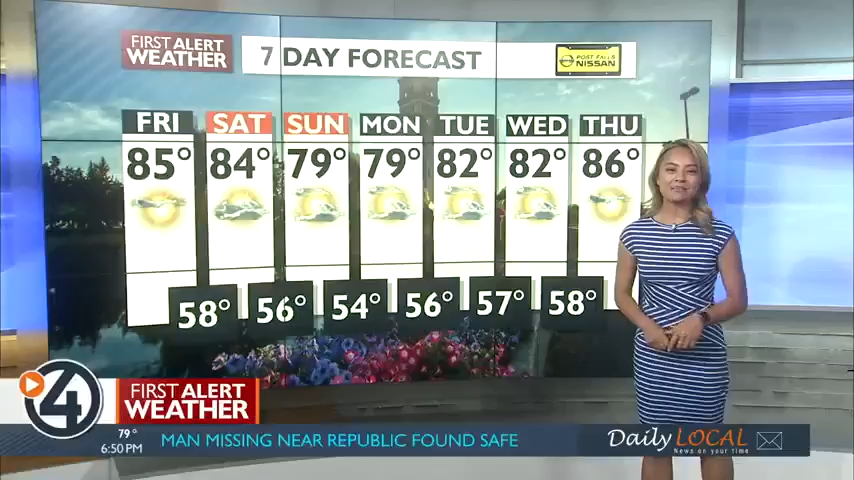 FIRST ALERT
WEATHER
7 DAY FORECAST
POST FALLS
NISSAN
FRI SAT SUN MON TUE WED THU
85° 84° 79° 79° 82° 82° 86°
58° 56° 54° 56° 57° 58°
4
FIRST ALERT
WEATHER
79°
6:50 PM
MAN MISSING NEAR REPUBLIC FOUND SAFE
Daily LOCAL
News on your time